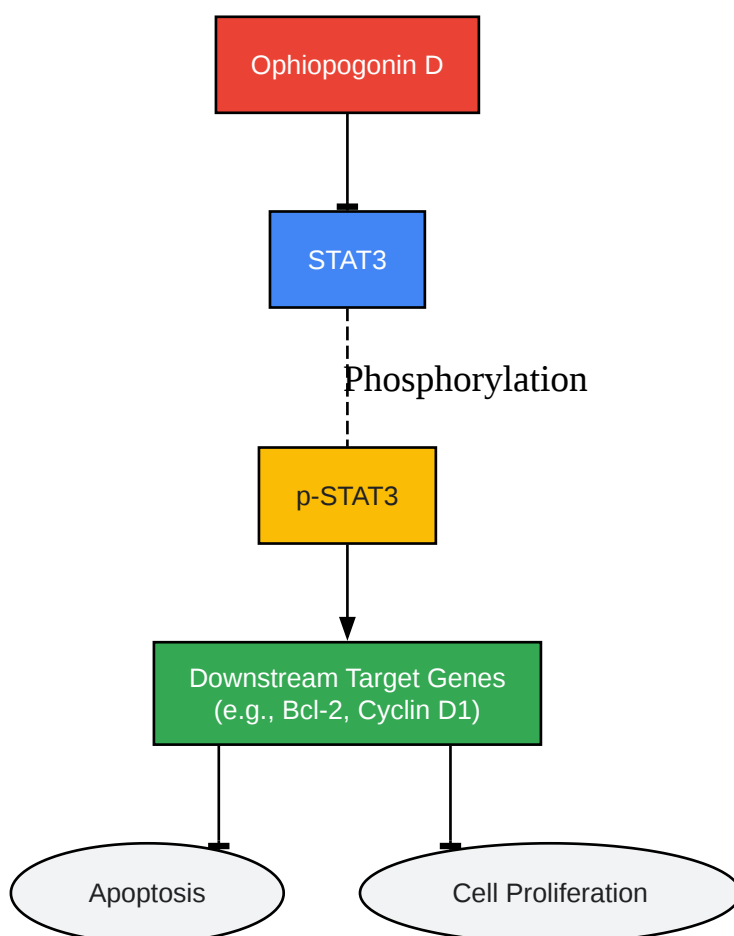 Ophiopogonin D
STAT3
Phosphorylation
p-STAT3
Downstream Target Genes
(e.g., Bcl-2, Cyclin D1)
Apoptosis
Cell Proliferation